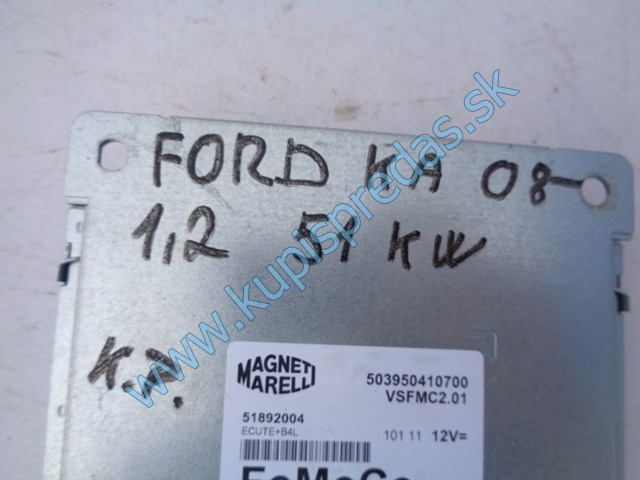 FORD KA 08-
1,2 51 KW
K.J.
MAGNETI
MARELLI
503950410700
VSFMC2.01
51892004
ECUTE+B4L
101 11 12V=
FoMoCo
www.kupispredas.sk